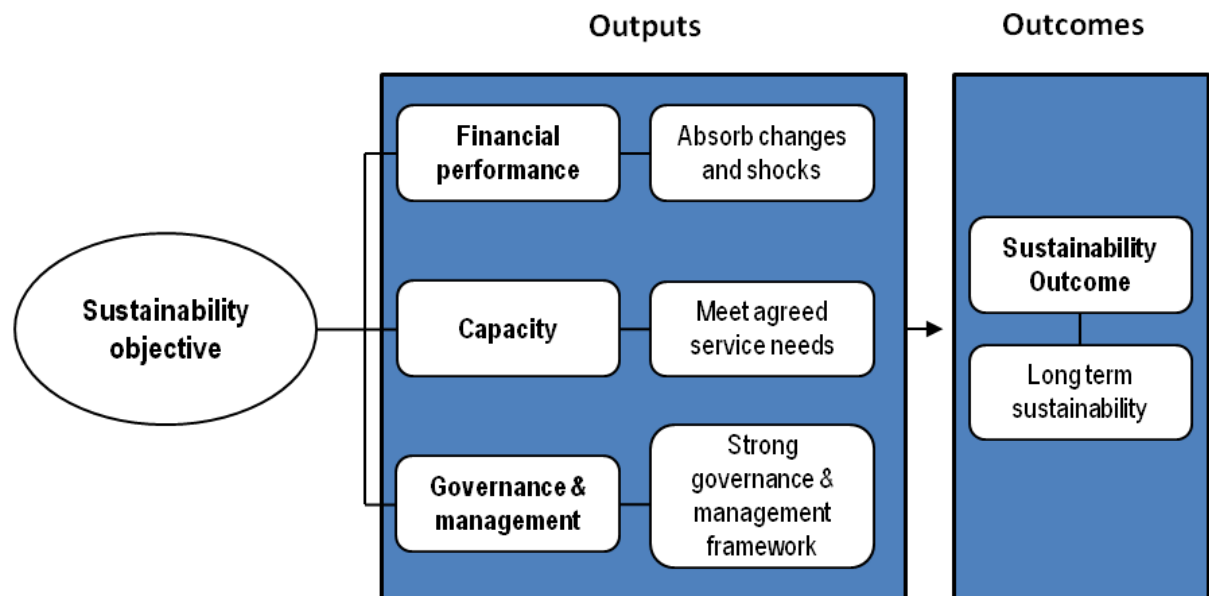 Outputs
Outcomes
Sustainability
objective
Financial
performance
Absorb changes
and shocks
Capacity
Meet agreed
service needs
Governance &
management
Strong
governance &
management
framework
Sustainability
Outcome
Long term
sustainability